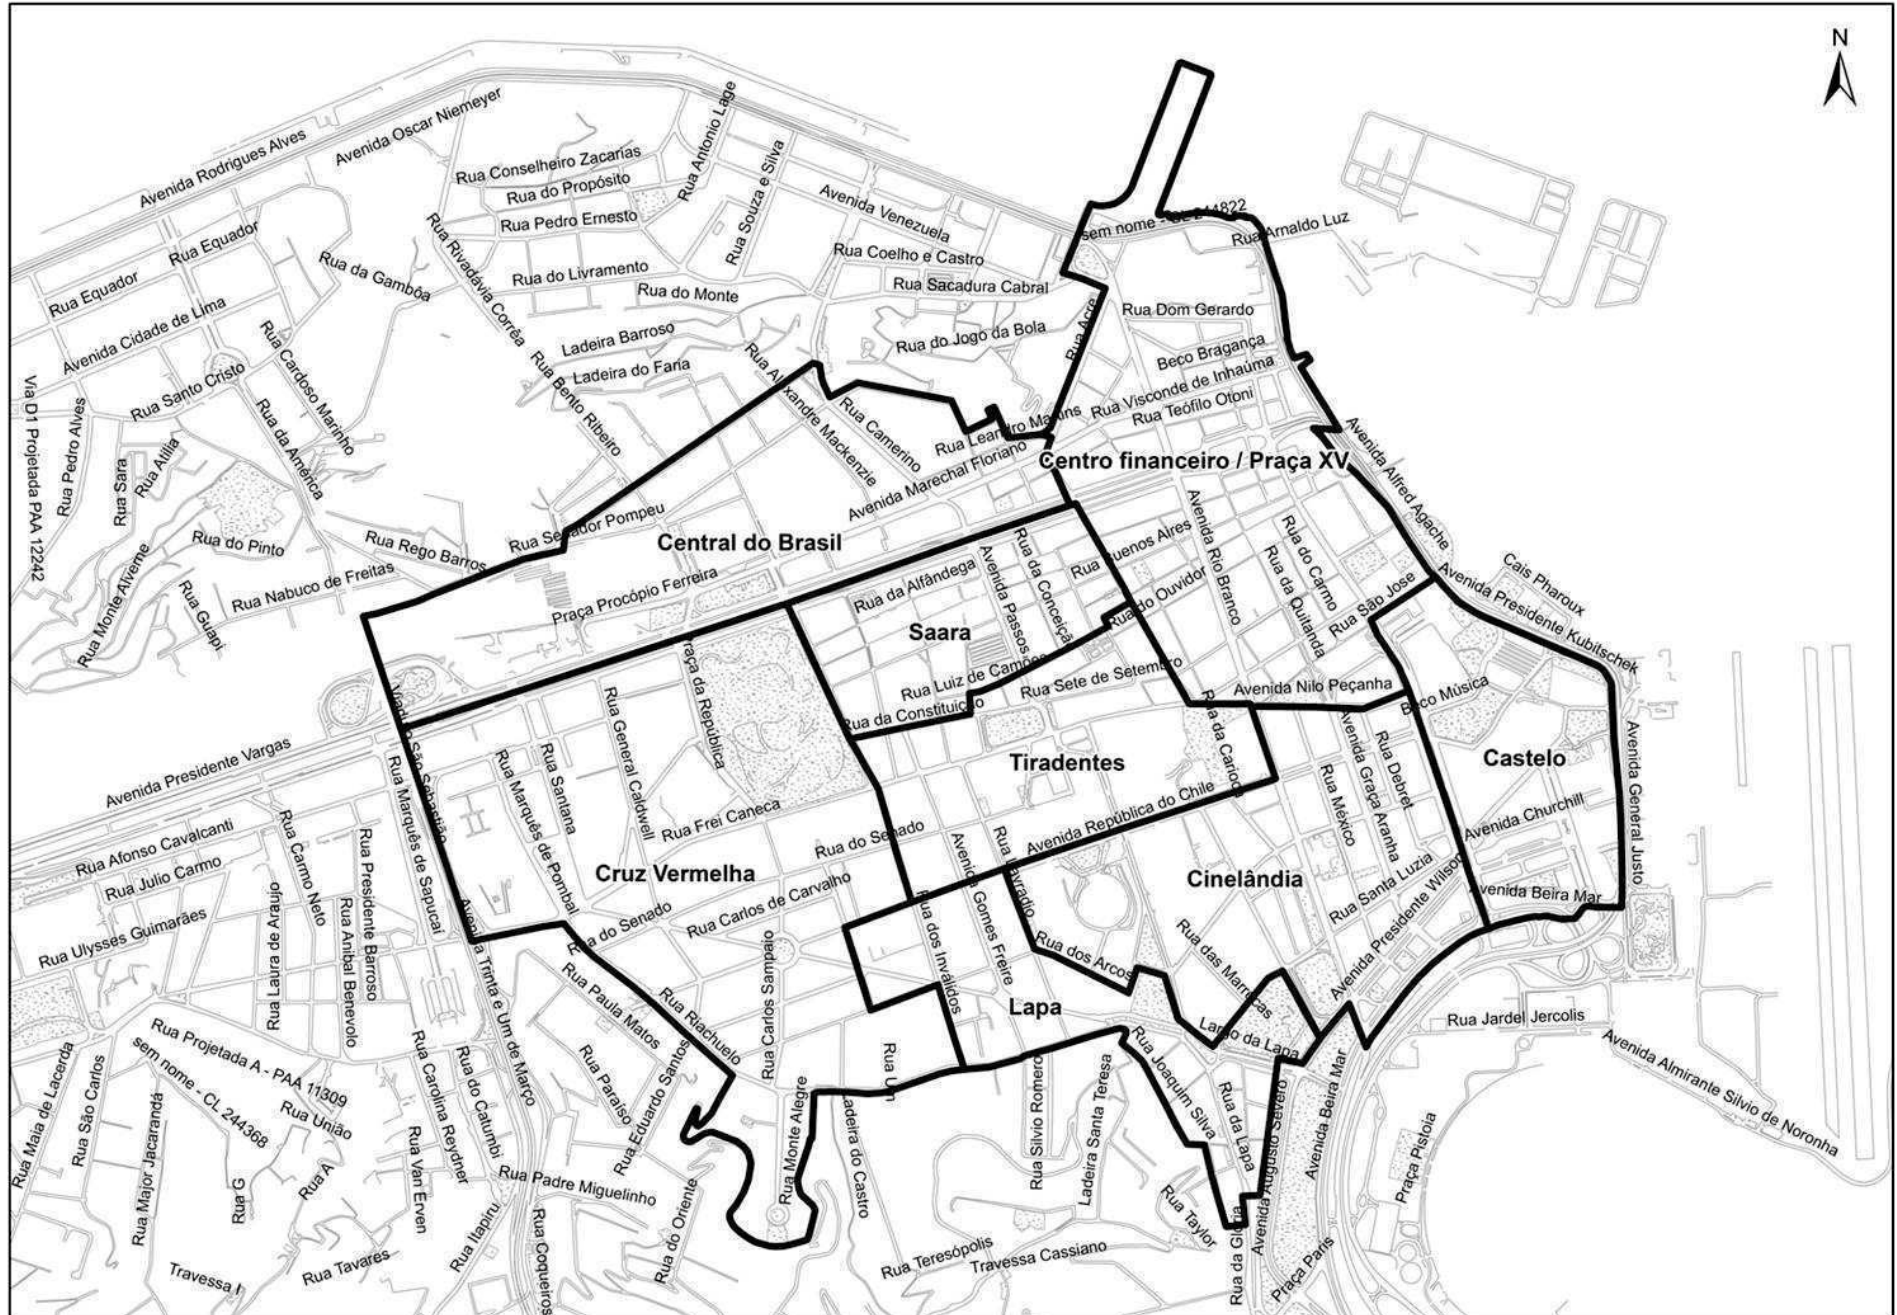 N
Avenida Rodrigues Alves
Avenida Oscar Niemeyer
Rua Antonio Lage
Rua Conselheiro Zacarias
Rua do Propósito
Rua Souza e Silva
Avenida Venezuela
Rua Pedro Ernesto
Rua Equador
Rua Rivadávia Corrêa
Rua Coelho e Castro
Rua Arnaldo Luz
Rua da Gambôa
Rua do Livramento
Rua Sacadura Cabral
Rua Equador
Rua do Monte
Rua Acre
Rua Dom Gerardo
Avenida Cidade de Lima
Rua Cardoso Marinho
Ladeira Barroso
Rua do Jogo da Bola
Beco Bragança
Ladeira do Faria
Rua Alexandre Mackenzie
Rua Visconde de Inhaúma
Rua Santo Cristo
Rua Bento Ribeiro
Rua Camerino
Rua Teófilo Otoni
Via D1 Projetada PAA 12242
Rua Pedro Alves
Rua da América
Rua Leandro Martins
Avenida Marechal Floriano
Rua Sara
Rua Atilia
Centro financeiro / Praça XV
Avenida Alfred Agache
Rua Senador Pompeu
Rua do Pinto
Rua Rego Barros
Central do Brasil
Rua Monte Alverne
Rua Guapi
Rua Nabuco de Freitas
Praça Procópio Ferreira
Rua da Alfândega
Avenida Passos
Rua da Conceição
Rua Buenos Aires
Avenida Rio Branco
Rua do Carmo
Rua da Quitanda
Rua São Jose
Cais Pharoux
Avenida Presidente Kubitschek
Saara
Rua do Ouvidor
Rua Luiz de Camões
Rua Sete de Setembro
Avenida Nilo Peçanha
Beco Música
Rua da Constituição
Praça da Republica
Rua General Caldwell
Viaduto São Sebastião
Avenida Presidente Vargas
Rua Marquês de Sapucaí
Rua Marquês de Pombal
Rua Santana
Tiradentes
Rua da Carioca
Avenida Graça Aranha
Rua Debret
Rua México
Castelo
Avenida General Justo
Avenida República do Chile
Avenida Churchill
Rua Afonso Cavalcanti
Rua Carmo Neto
Rua Presidente Barroso
Rua Frei Caneca
Rua do Senado
Rua Julio Carmo
Cruz Vermelha
Avenida Gomes Freire
Rua Lavradio
Cinelândia
Rua Santa Luzia
Avenida Presidente Wilson
Avenida Beira Mar
Rua Ulysses Guimarães
Rua Laura de Araujo
Rua Anibal Benevolo
Avenida Trinta e Um de Março
Rua do Senado
Rua Carlos de Carvalho
Rua dos Inválidos
Rua dos Arcos
Rua das Marrecas
Rua Paula Matos
Rua Riachuelo
Rua Carlos Sampaio
Lapa
Largo da Lapa
Rua Jardel Jercolis
Rua Projetada A - PAA 11309
sem nome - CL 244368
Rua União
Rua Maia de Lacerda
Rua São Carlos
Rua Major Jacarandá
Rua Carolina Reydner
Rua do Catumbi
Rua Paraíso
Rua Eduardo Santos
Rua Monte Alegre
Ladeira do Castro
Rua Silvio Romero
Ladeira Santa Teresa
Rua Joaquim Silva
Rua da Lapa
Avenida Augusto Severo
Avenida Beira Mar
Praça Pistoia
Avenida Almirante Silvio de Noronha
Rua G
Rua A
Rua Van Erven
Rua Padre Miguelinho
Rua do Oriente
Rua Taylor
Rua da Glória
Travessa I
Rua Tavares
Rua Itapiru
Rua Coqueiros
Rua Teresópolis
Travessa Cassiano
Praça Paris